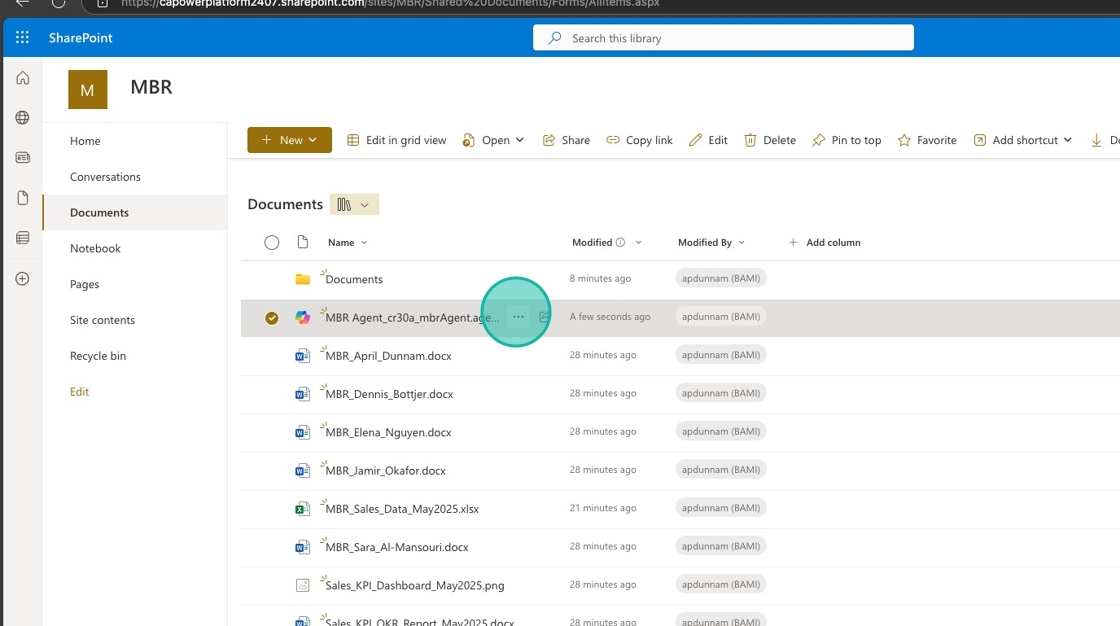 https://capowerplatform2407.sharepoint.com/sites/MBR/Shared%20Documents/Forms/AllItems.aspx
SharePoint
Search this library
M
MBR
Home
Conversations
Documents
Notebook
Pages
Site contents
Recycle bin
Edit
New
Edit in grid view
Open
Share
Copy link
Edit
Delete
Pin to top
Favorite
Add shortcut
Do
Documents
Name
Modified
Modified By
Add column
Documents
8 minutes ago
apdunnam (BAMI)
MBR Agent_cr30a_mbrAgent.age...
A few seconds ago
apdunnam (BAMI)
MBR_April_Dunnam.docx
28 minutes ago
apdunnam (BAMI)
MBR_Dennis_Bottjer.docx
28 minutes ago
apdunnam (BAMI)
MBR_Elena_Nguyen.docx
28 minutes ago
apdunnam (BAMI)
MBR_Jamir_Okafor.docx
28 minutes ago
apdunnam (BAMI)
MBR_Sales_Data_May2025.xlsx
21 minutes ago
apdunnam (BAMI)
MBR_Sara_Al-Mansouri.docx
28 minutes ago
apdunnam (BAMI)
Sales_KPI_Dashboard_May2025.png
28 minutes ago
apdunnam (BAMI)
Sales_KPI_OKR_Report_May2025.docx
28 minutes ago
apdunnam (BAMI)